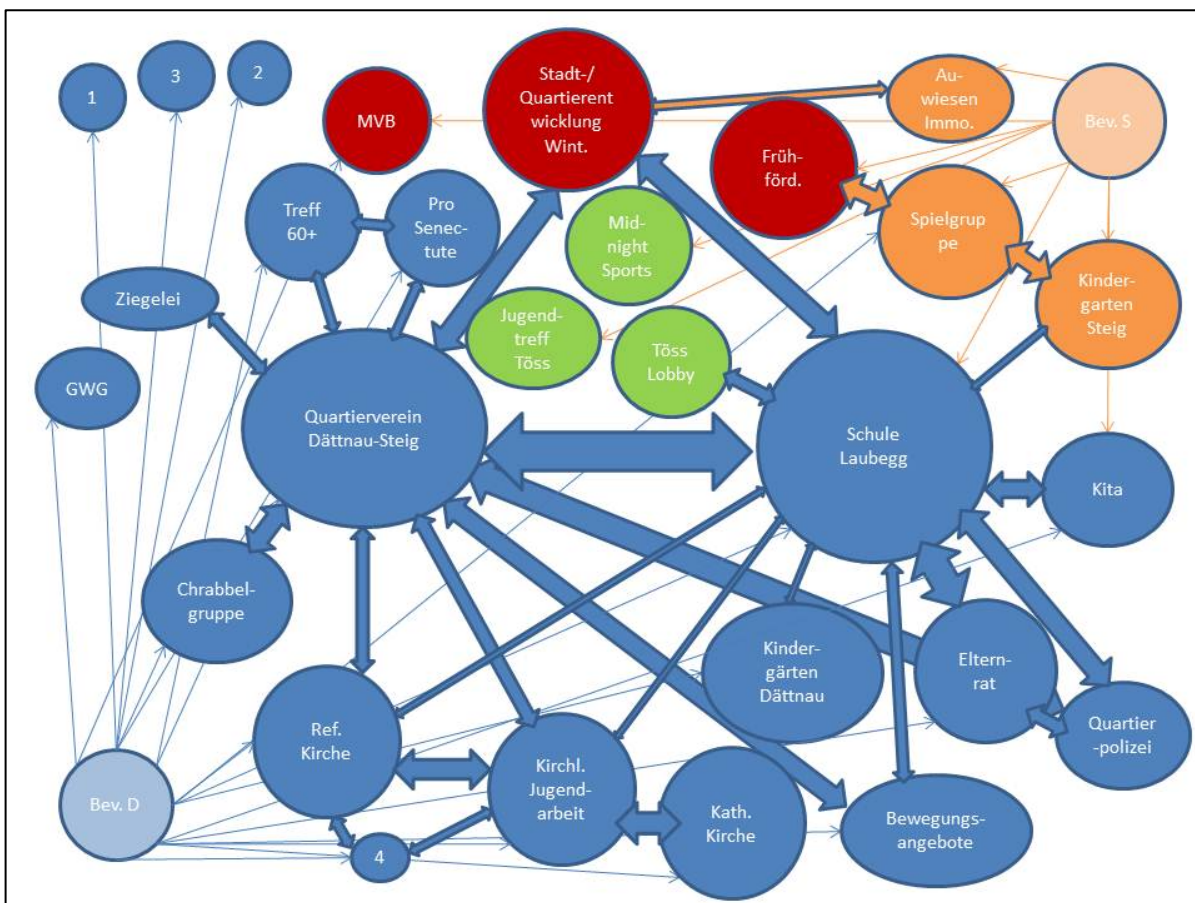 1
3
2
MVB
Stadt-/
Quartierent
wicklung
Wint.
Au-
wiesen
Immo.
Bev. S
Früh-
förd.
Treff
60+
Pro
Senec-
tute
Mid-
night
Sports
Spielgrup
pe
Ziegelei
Kinder-
garten
Steig
Jugend-
treff
Töss
Töss
Lobby
GWG
Quartierverein
Dättnau-Steig
Schule
Laubegg
Kita
Chrabbel-
gruppe
Kinder-
gärten
Dättnau
Eltern-
rat
Quartier
-polizei
Ref.
Kirche
Kirchl.
Jugend-
arbeit
Kath.
Kirche
Bewegungs-
angebote
Bev. D
4